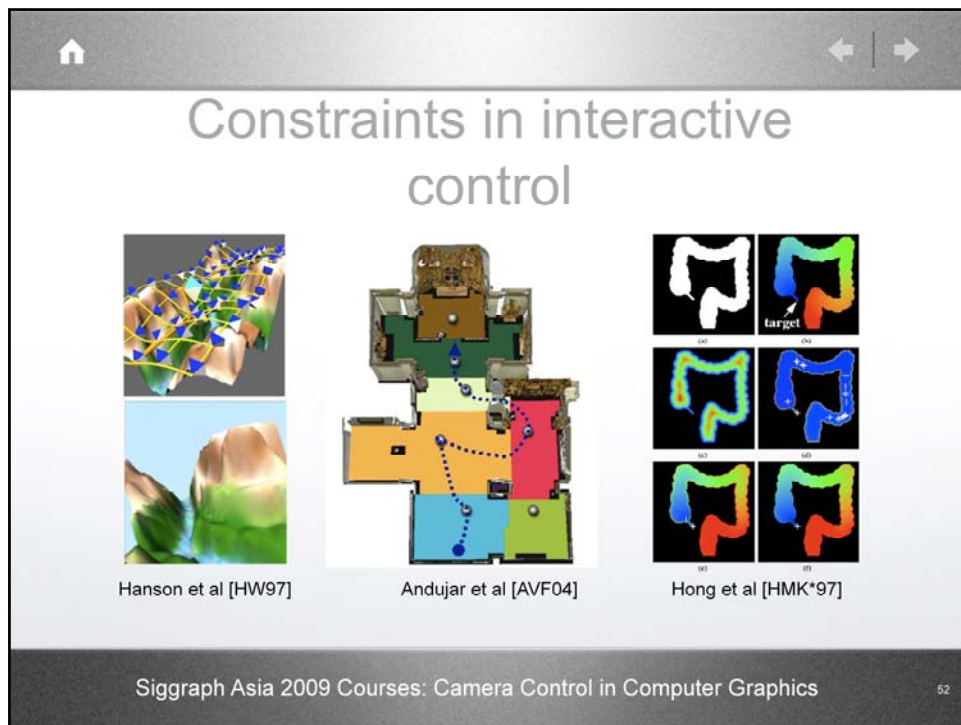 Constraints in interactive
control
target
(a)
(b)
(c)
(d)
(e)
(f)
Hanson et al [HW97]
Andujar et al [AVF04]
Hong et al [HMK*97]
Siggraph Asia 2009 Courses: Camera Control in Computer Graphics
52